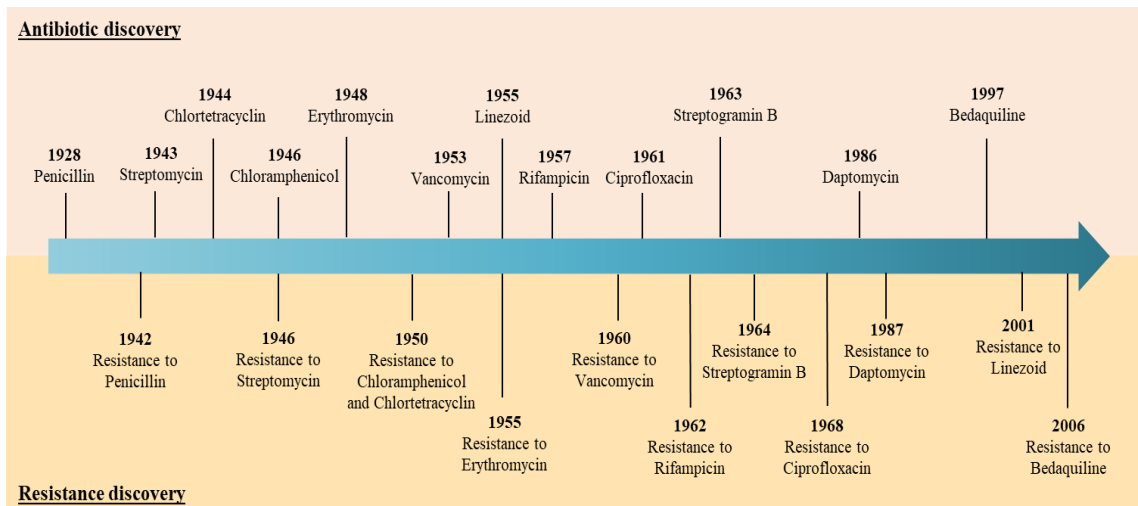 Antibiotic discovery
1928
Penicillin
1943
Streptomycin
1944
Chlortetracyclin
1946
Chloramphenicol
1948
Erythromycin
1953
Vancomycin
1955
Linezoid
1957
Rifampicin
1961
Ciprofloxacin
1963
Streptogramin B
1986
Daptomycin
1997
Bedaquiline
1942
Resistance to
Penicillin
1946
Resistance to
Streptomycin
1950
Resistance to
Chloramphenicol
and Chlortetracyclin
1955
Resistance to
Erythromycin
1960
Resistance to
Vancomycin
1962
Resistance to
Rifampicin
1964
Resistance to
Streptogramin B
1968
Resistance to
Ciprofloxacin
1987
Resistance to
Daptomycin
2001
Resistance to
Linezoid
2006
Resistance to
Bedaquiline
Resistance discovery